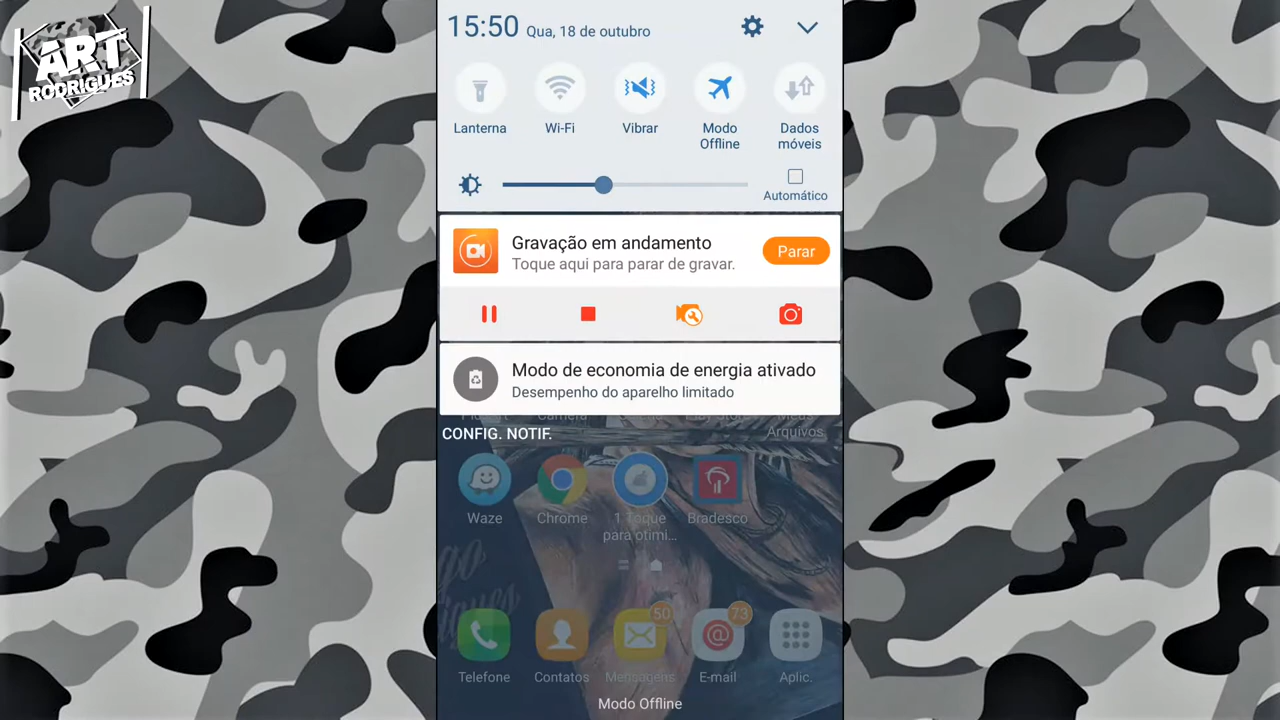 ART
RODRIGUES
15:50 Qua, 18 de outubro
Lanterna
Wi-Fi
Vibrar
Modo
Offline
Dados
móveis
Automático
Gravação em andamento
Toque aqui para parar de gravar.
Parar
Modo de economia de energia ativado
Desempenho do aparelho limitado
Arquivos
CONFIG. NOTIF.
Waze
Chrome
1 Toque
para otimi...
Bradesco
50
73
Telefone
Contatos
Mensagens
E-mail
Aplic.
Modo Offline